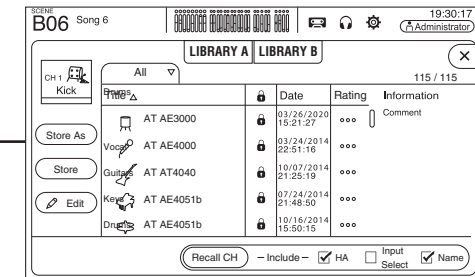 SCENE
B06 Song 6
19:30:17
Administrator
LIBRARY A LIBRARY B
CH 1
Kick
All
115 / 115
Drums
Title Date Rating Information
AT AE3000 03/26/2020 15:21:27 Comment
Vocal AT AE4000 03/24/2014 22:51:16
Guitars AT AT4040 10/07/2014 21:25:19
Keys AT AE4051b 07/24/2014 21:48:50
Drums AT AE4051b 10/16/2014 15:50:15
Store As
Store
Edit
Recall CH – Include – HA Input Select Name